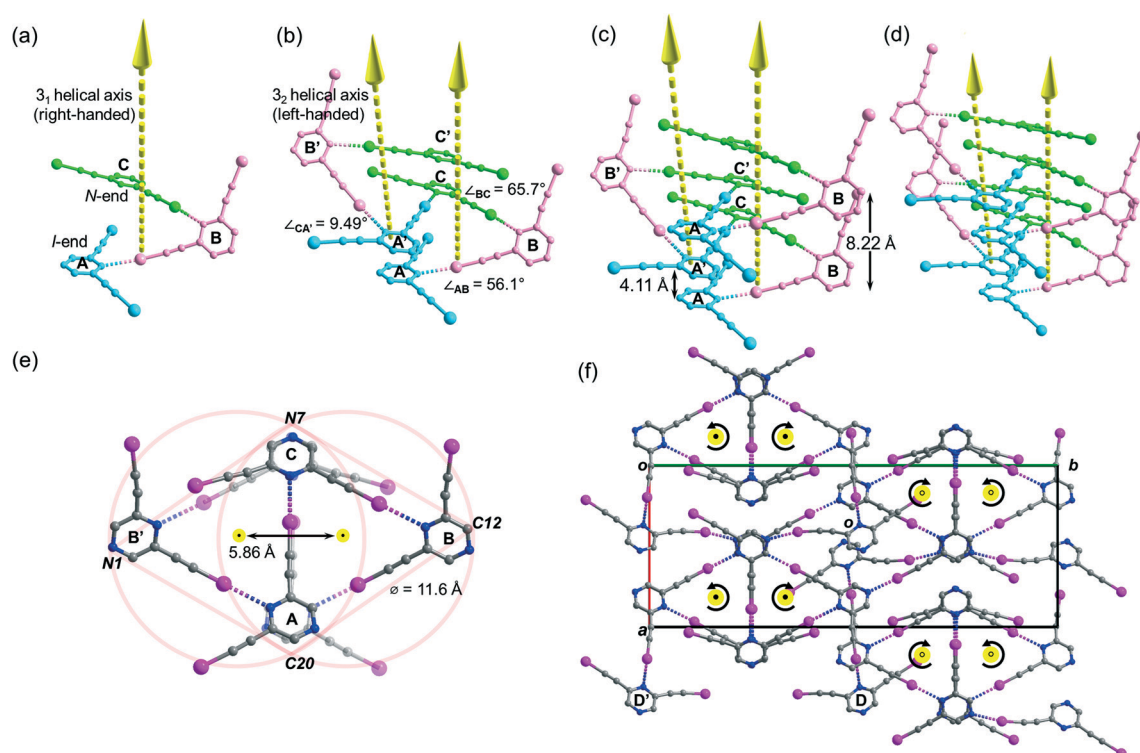 (a)
3₁ helical axis
(right-handed)
C
N-end
I-end
A
B
(b)
3₂ helical axis
(left-handed)
B’
C’
C
∠BC = 65.7°
∠CA’ = 9.49°
A’
A
B
∠AB = 56.1°
(c)
B’
C’
C
A
A’
A
B
B
8.22 Å
4.11 Å
(d)
(e)
N7
C
B’
N1
B
C12
5.86 Å
⌀ = 11.6 Å
A
C20
(f)
o
b
o
a
D’
D